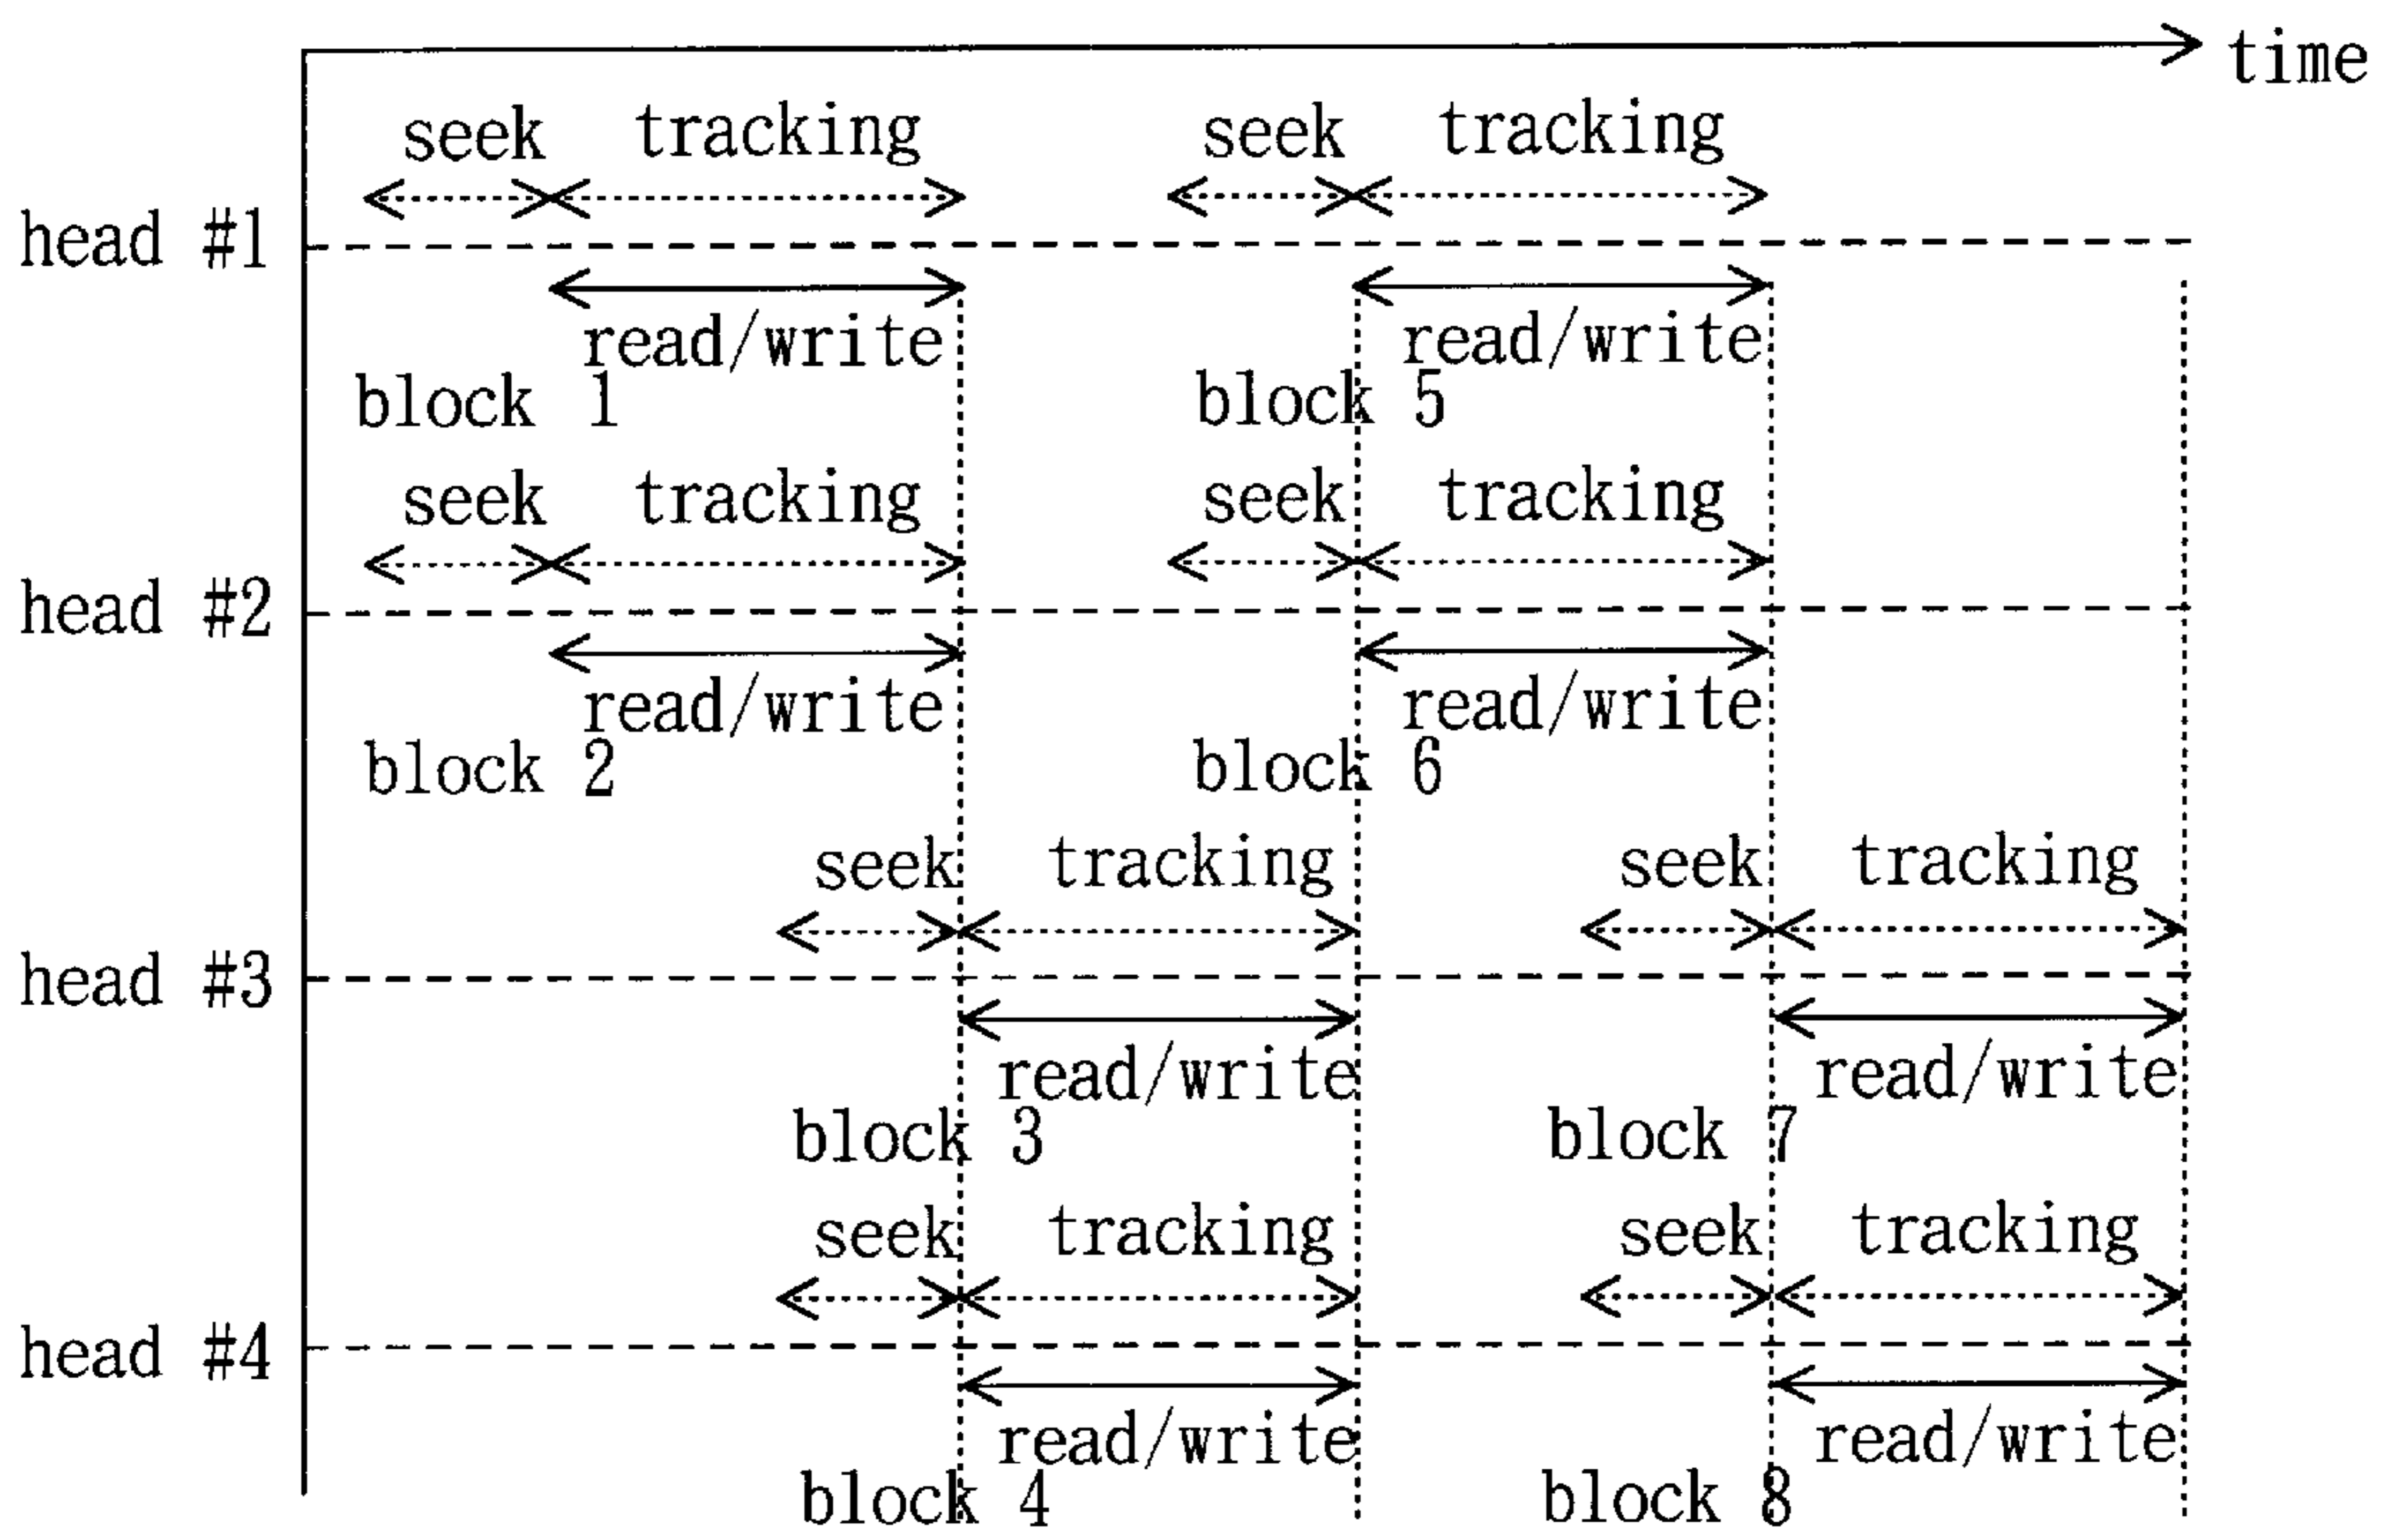 time
seek tracking seek tracking
head #1
read/write read/write
block 1 block 5
seek tracking seek tracking
head #2
read/write read/write
block 2 block 6
seek tracking seek tracking
head #3
read/write read/write
block 3 block 7
seek tracking seek tracking
head #4
read/write read/write
block 4 block 8